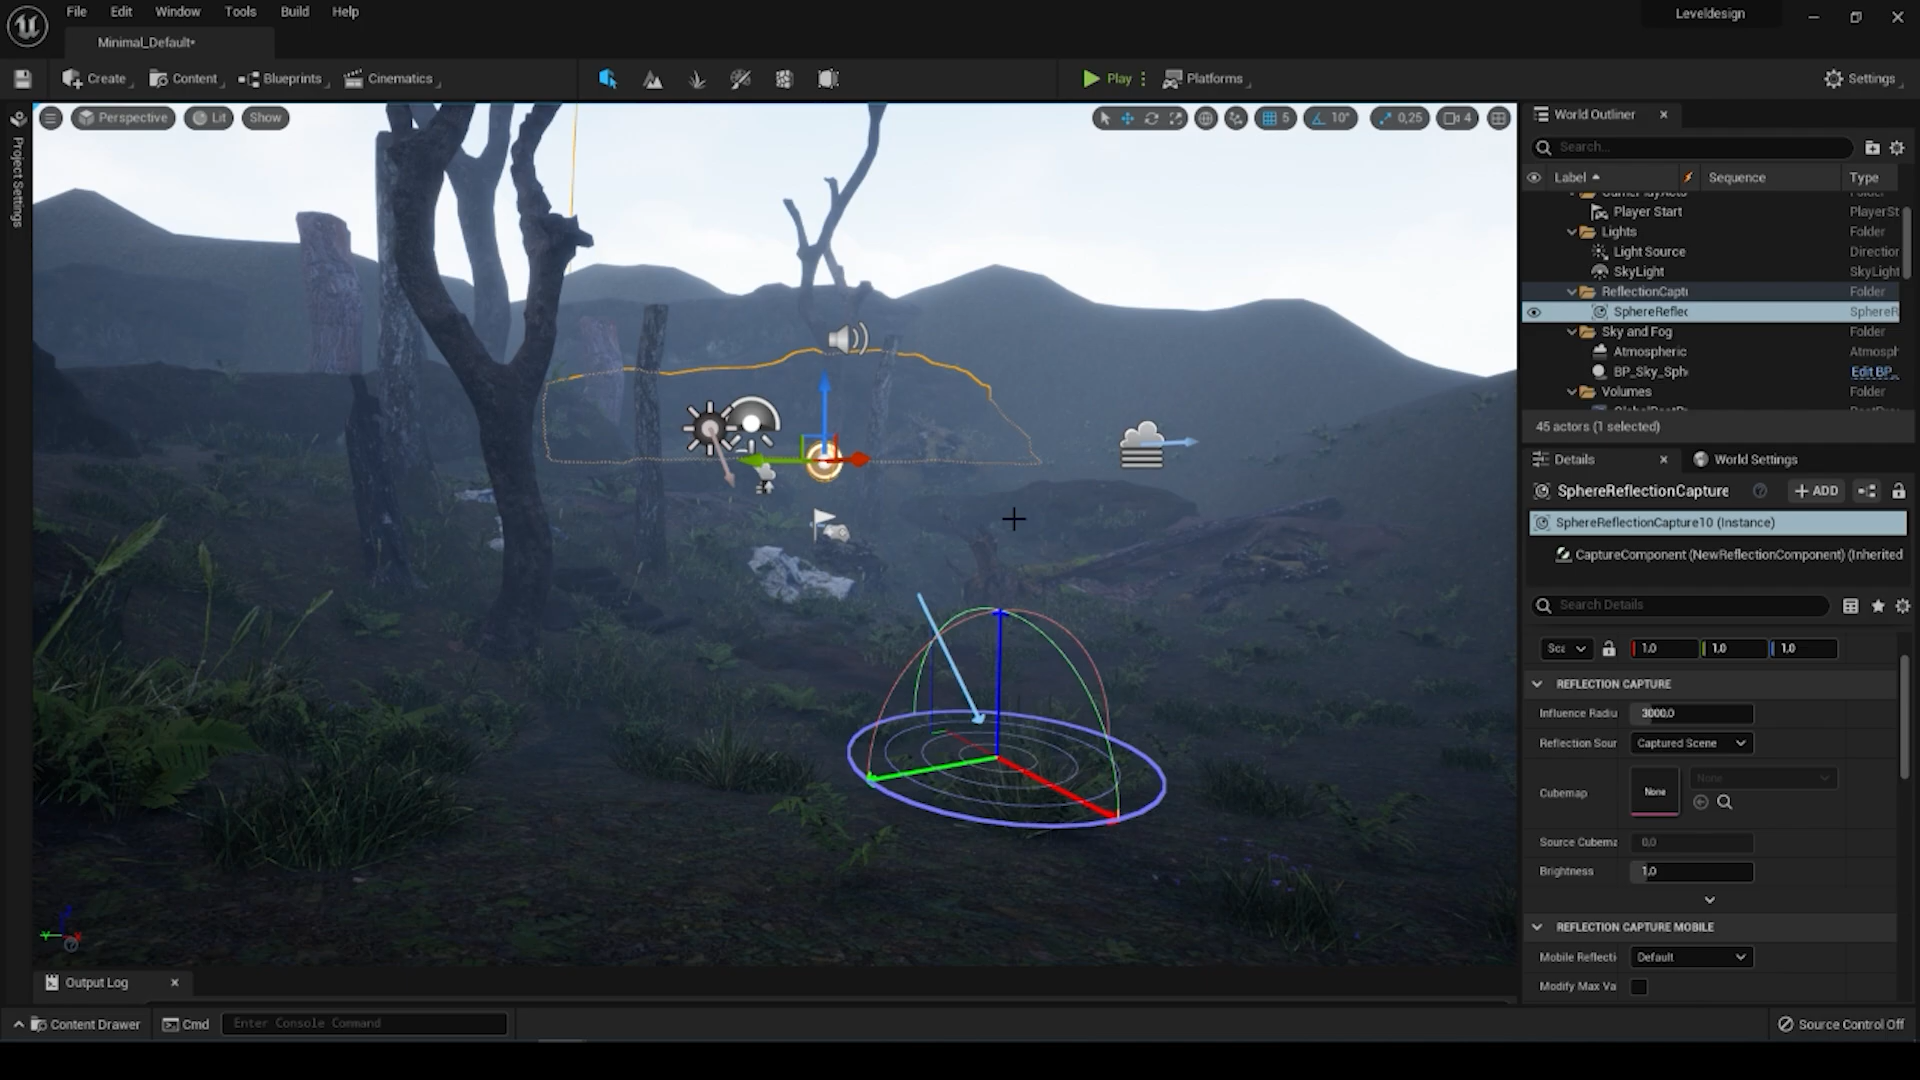 File Edit Window Tools Build Help
Leveldesign
Minimal_Default*
Create Content Blueprints Cinematics
Play Platforms
Settings
Project Settings
Perspective Lit Show
5 10° 0,25 4
World Outliner
Search...
Label Sequence Type
Folder
Player Start PlayerSt
Lights Folder
Light Source Direction
SkyLight SkyLight
ReflectionCaptu Folder
SphereReflec SphereR
Sky and Fog Folder
Atmospheric Atmosph
BP_Sky_Sph Edit BP_
Volumes Folder
45 actors (1 selected)
Details World Settings
SphereReflectionCapture ADD
SphereReflectionCapture10 (Instance)
CaptureComponent (NewReflectionComponent) (Inherited
Search Details
Sca 1.0 1.0 1.0
REFLECTION CAPTURE
Influence Radiu 3000.0
Reflection Sour Captured Scene
Cubemap None None
Source Cubema 0,0
Brightness 1.0
REFLECTION CAPTURE MOBILE
Mobile Reflecti Default
Modify Max Va
Output Log
Content Drawer Cmd Enter Console Command
Source Control Off